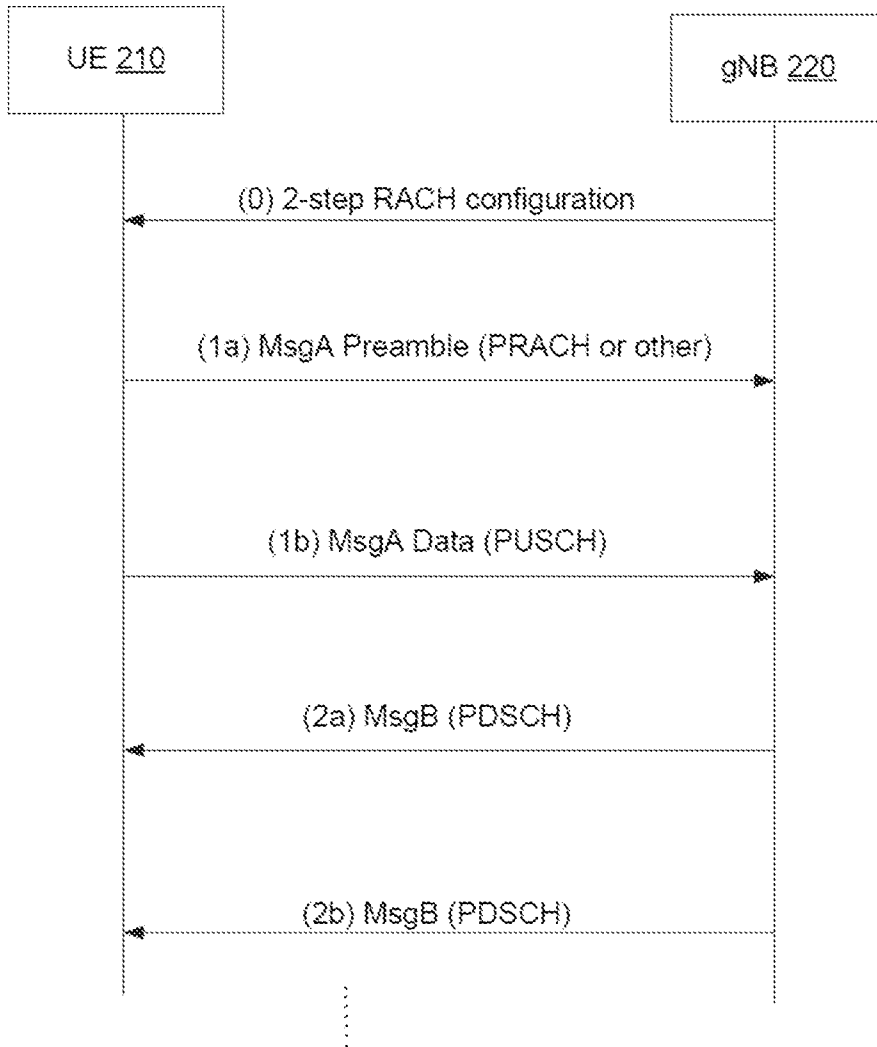 UE 210
gNB 220
(0) 2-step RACH configuration
(1a) MsgA Preamble (PRACH or other)
(1b) MsgA Data (PUSCH)
(2a) MsgB (PDSCH)
(2b) MsgB (PDSCH)